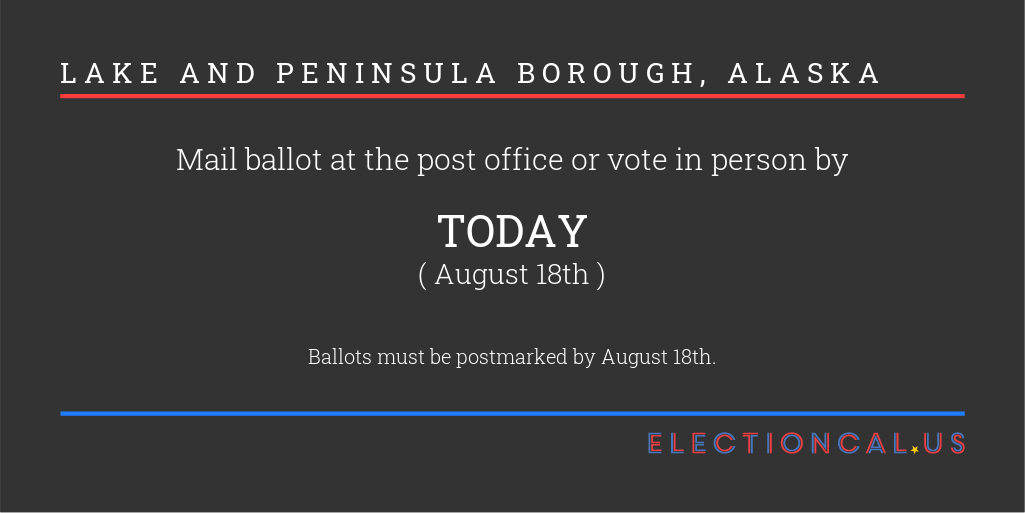 LAKE AND PENINSULA BOROUGH, ALASKA
Mail ballot at the post office or vote in person by
TODAY
( August 18th )
Ballots must be postmarked by August 18th.
ELECTIONCAL.US